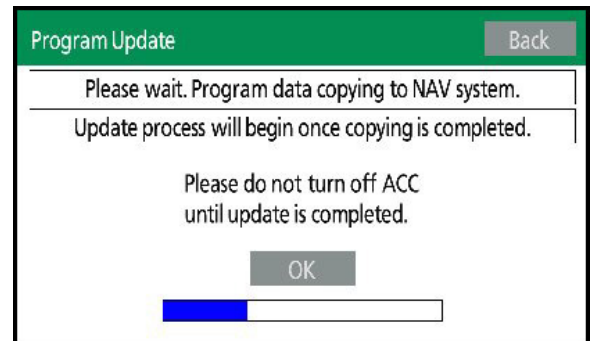 Program Update
Back
Please wait. Program data copying to NAV system.
Update process will begin once copying is completed.
Please do not turn off ACC
until update is completed.
OK